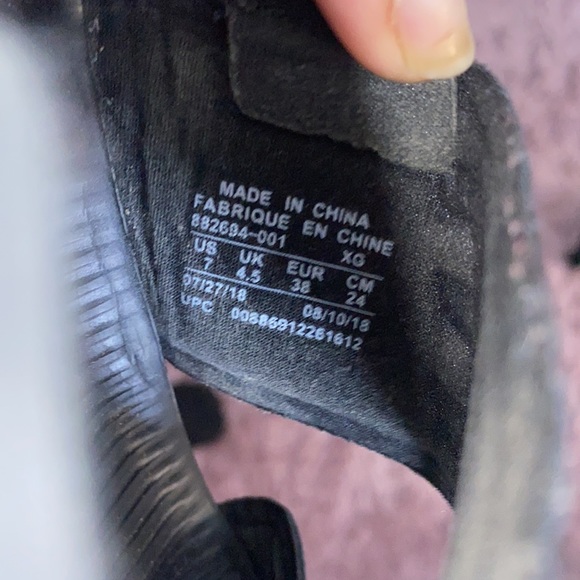 MADE IN CHINA
FABRIQUE EN CHINE
882694-001 XG
US UK EUR CM
7 4.5 38 24
07/27/18 08/10/18
UPC 00886912261612